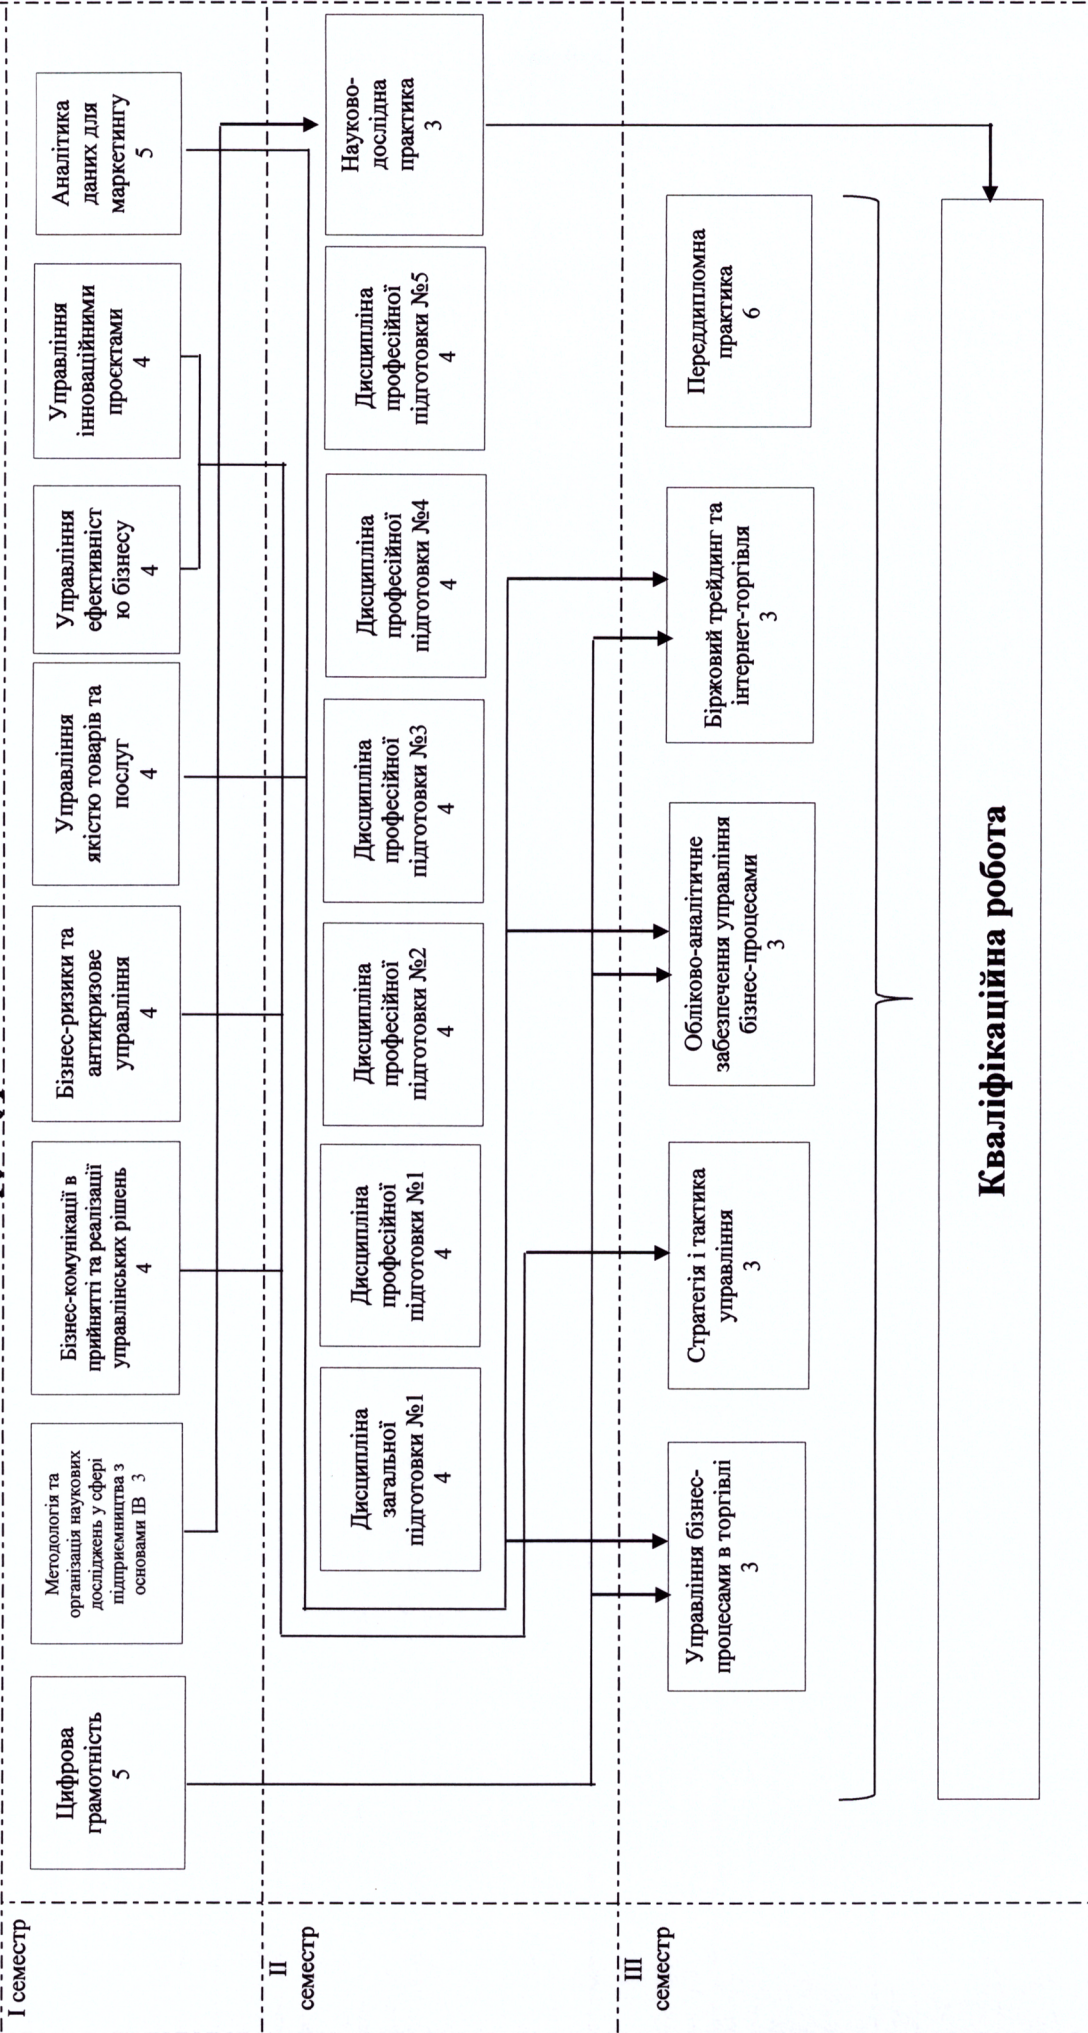 І семестр
Цифрова
грамотність
5
Методологія та
організація наукових
досліджень у сфері
підприємництва з
основами ІВ 3
Бізнес-комунікації в
прийнятті та реалізації
управлінських рішень
4
Бізнес-ризики та
антикризове
управління
4
Управління
якістю товарів та
послуг
4
Управління
ефективніст
ю бізнесу
4
Управління
інноваційними
проєктами
4
Аналітика
даних для
маркетингу
5
ІІ
семестр
Дисципліна
загальної
підготовки №1
4
Дисципліна
професійної
підготовки №1
4
Дисципліна
професійної
підготовки №2
4
Дисципліна
професійної
підготовки №3
4
Дисципліна
професійної
підготовки №4
4
Дисципліна
професійної
підготовки №5
4
Науково-
дослідна
практика
3
ІІІ
семестр
Управління бізнес-
процесами в торгівлі
3
Стратегія і тактика
управління
3
Обліково-аналітичне
забезпечення управління
бізнес-процесами
3
Біржовий трейдинг та
інтернет-торгівля
3
Переддипломна
практика
6
Кваліфікаційна робота